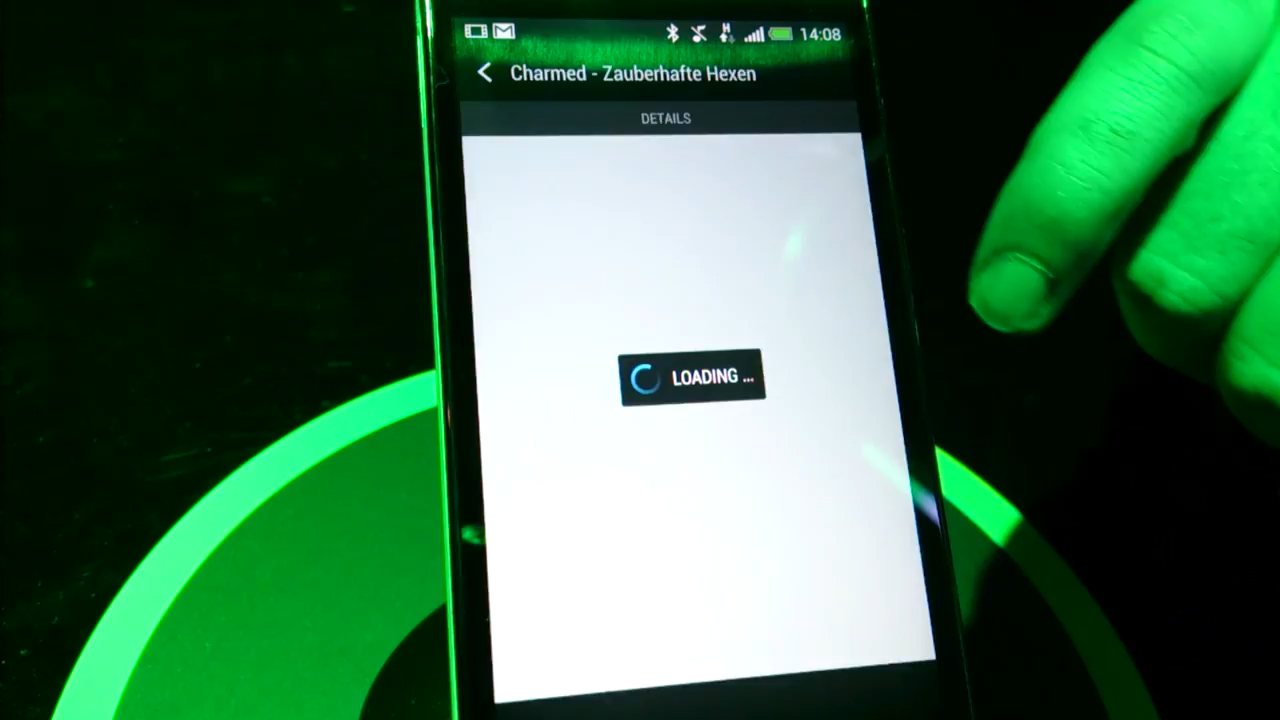 H 14:08
Charmed - Zauberhafte Hexen
DETAILS
LOADING ...